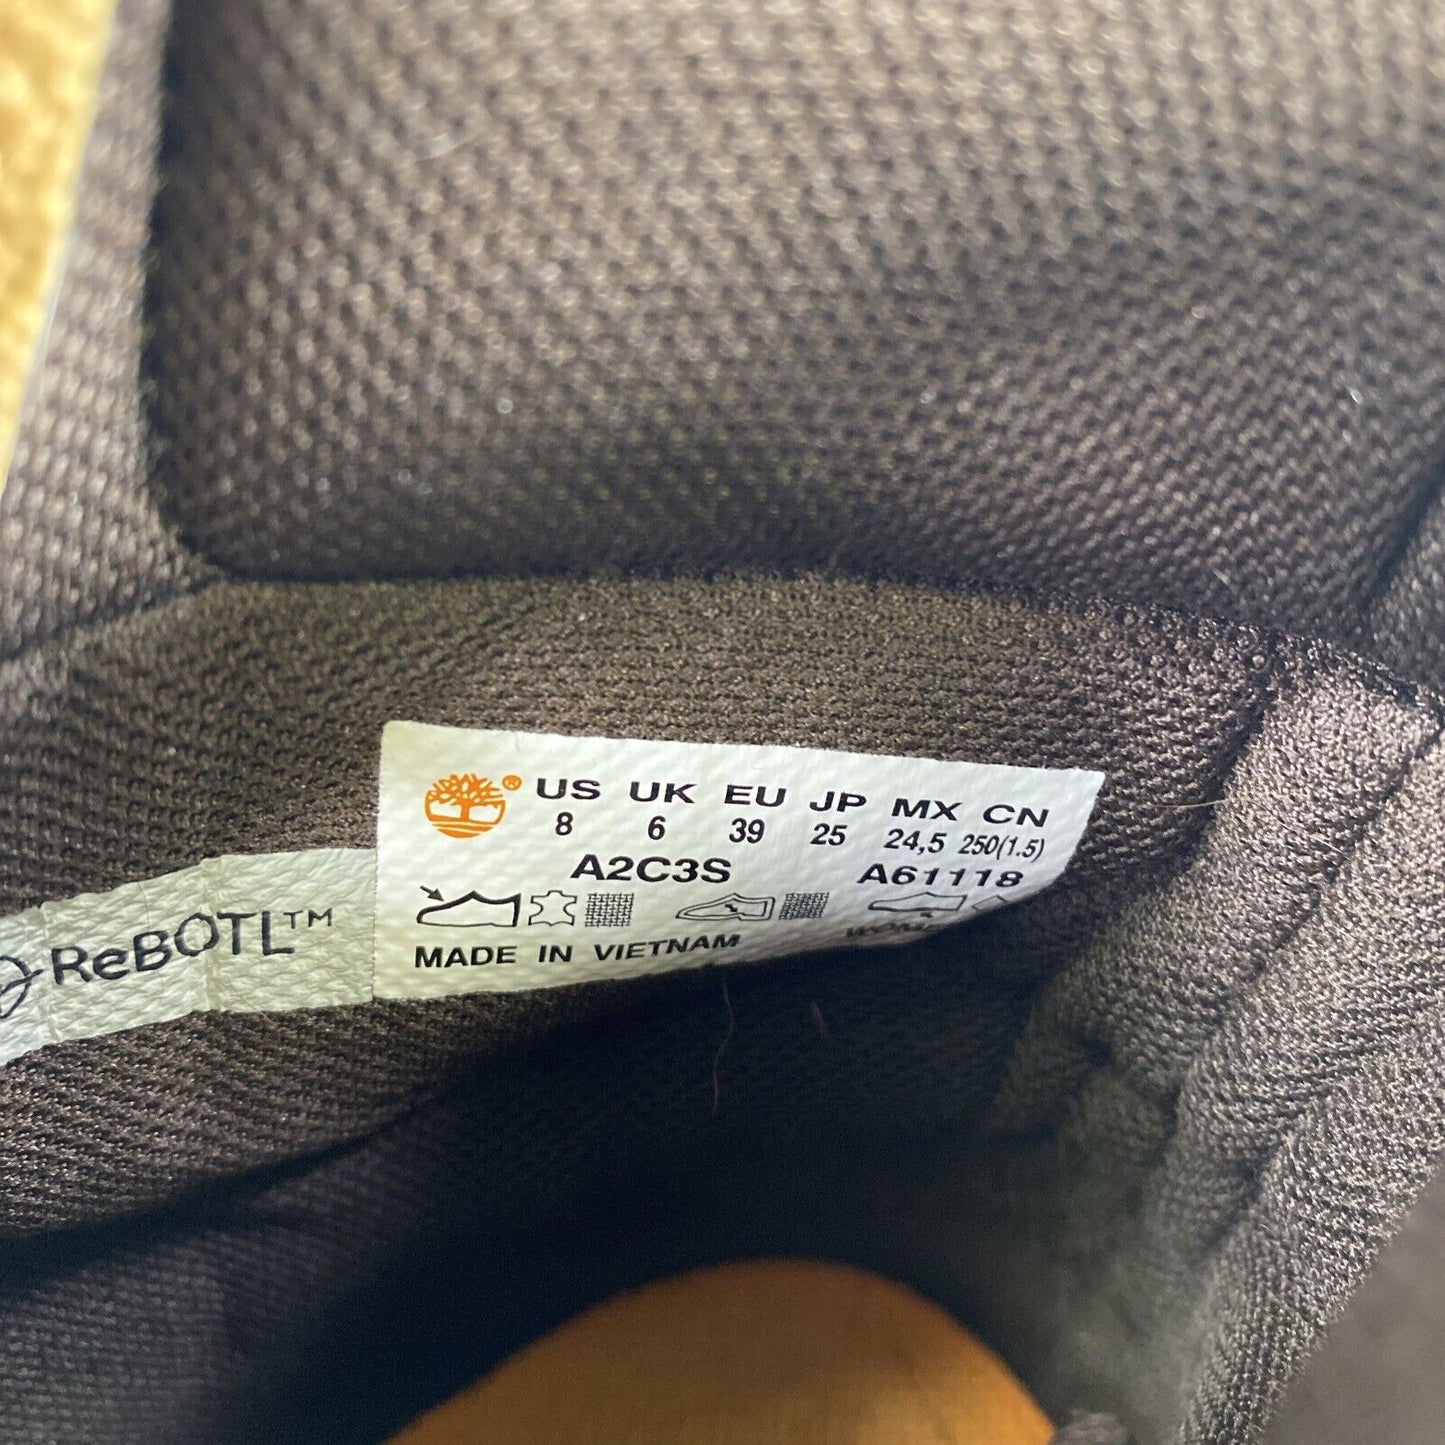 ® US UK EU JP MX CN
8 6 39 25 24,5 250(1.5)
A2C3S A61118
MADE IN VIETNAM
ReBOTL™